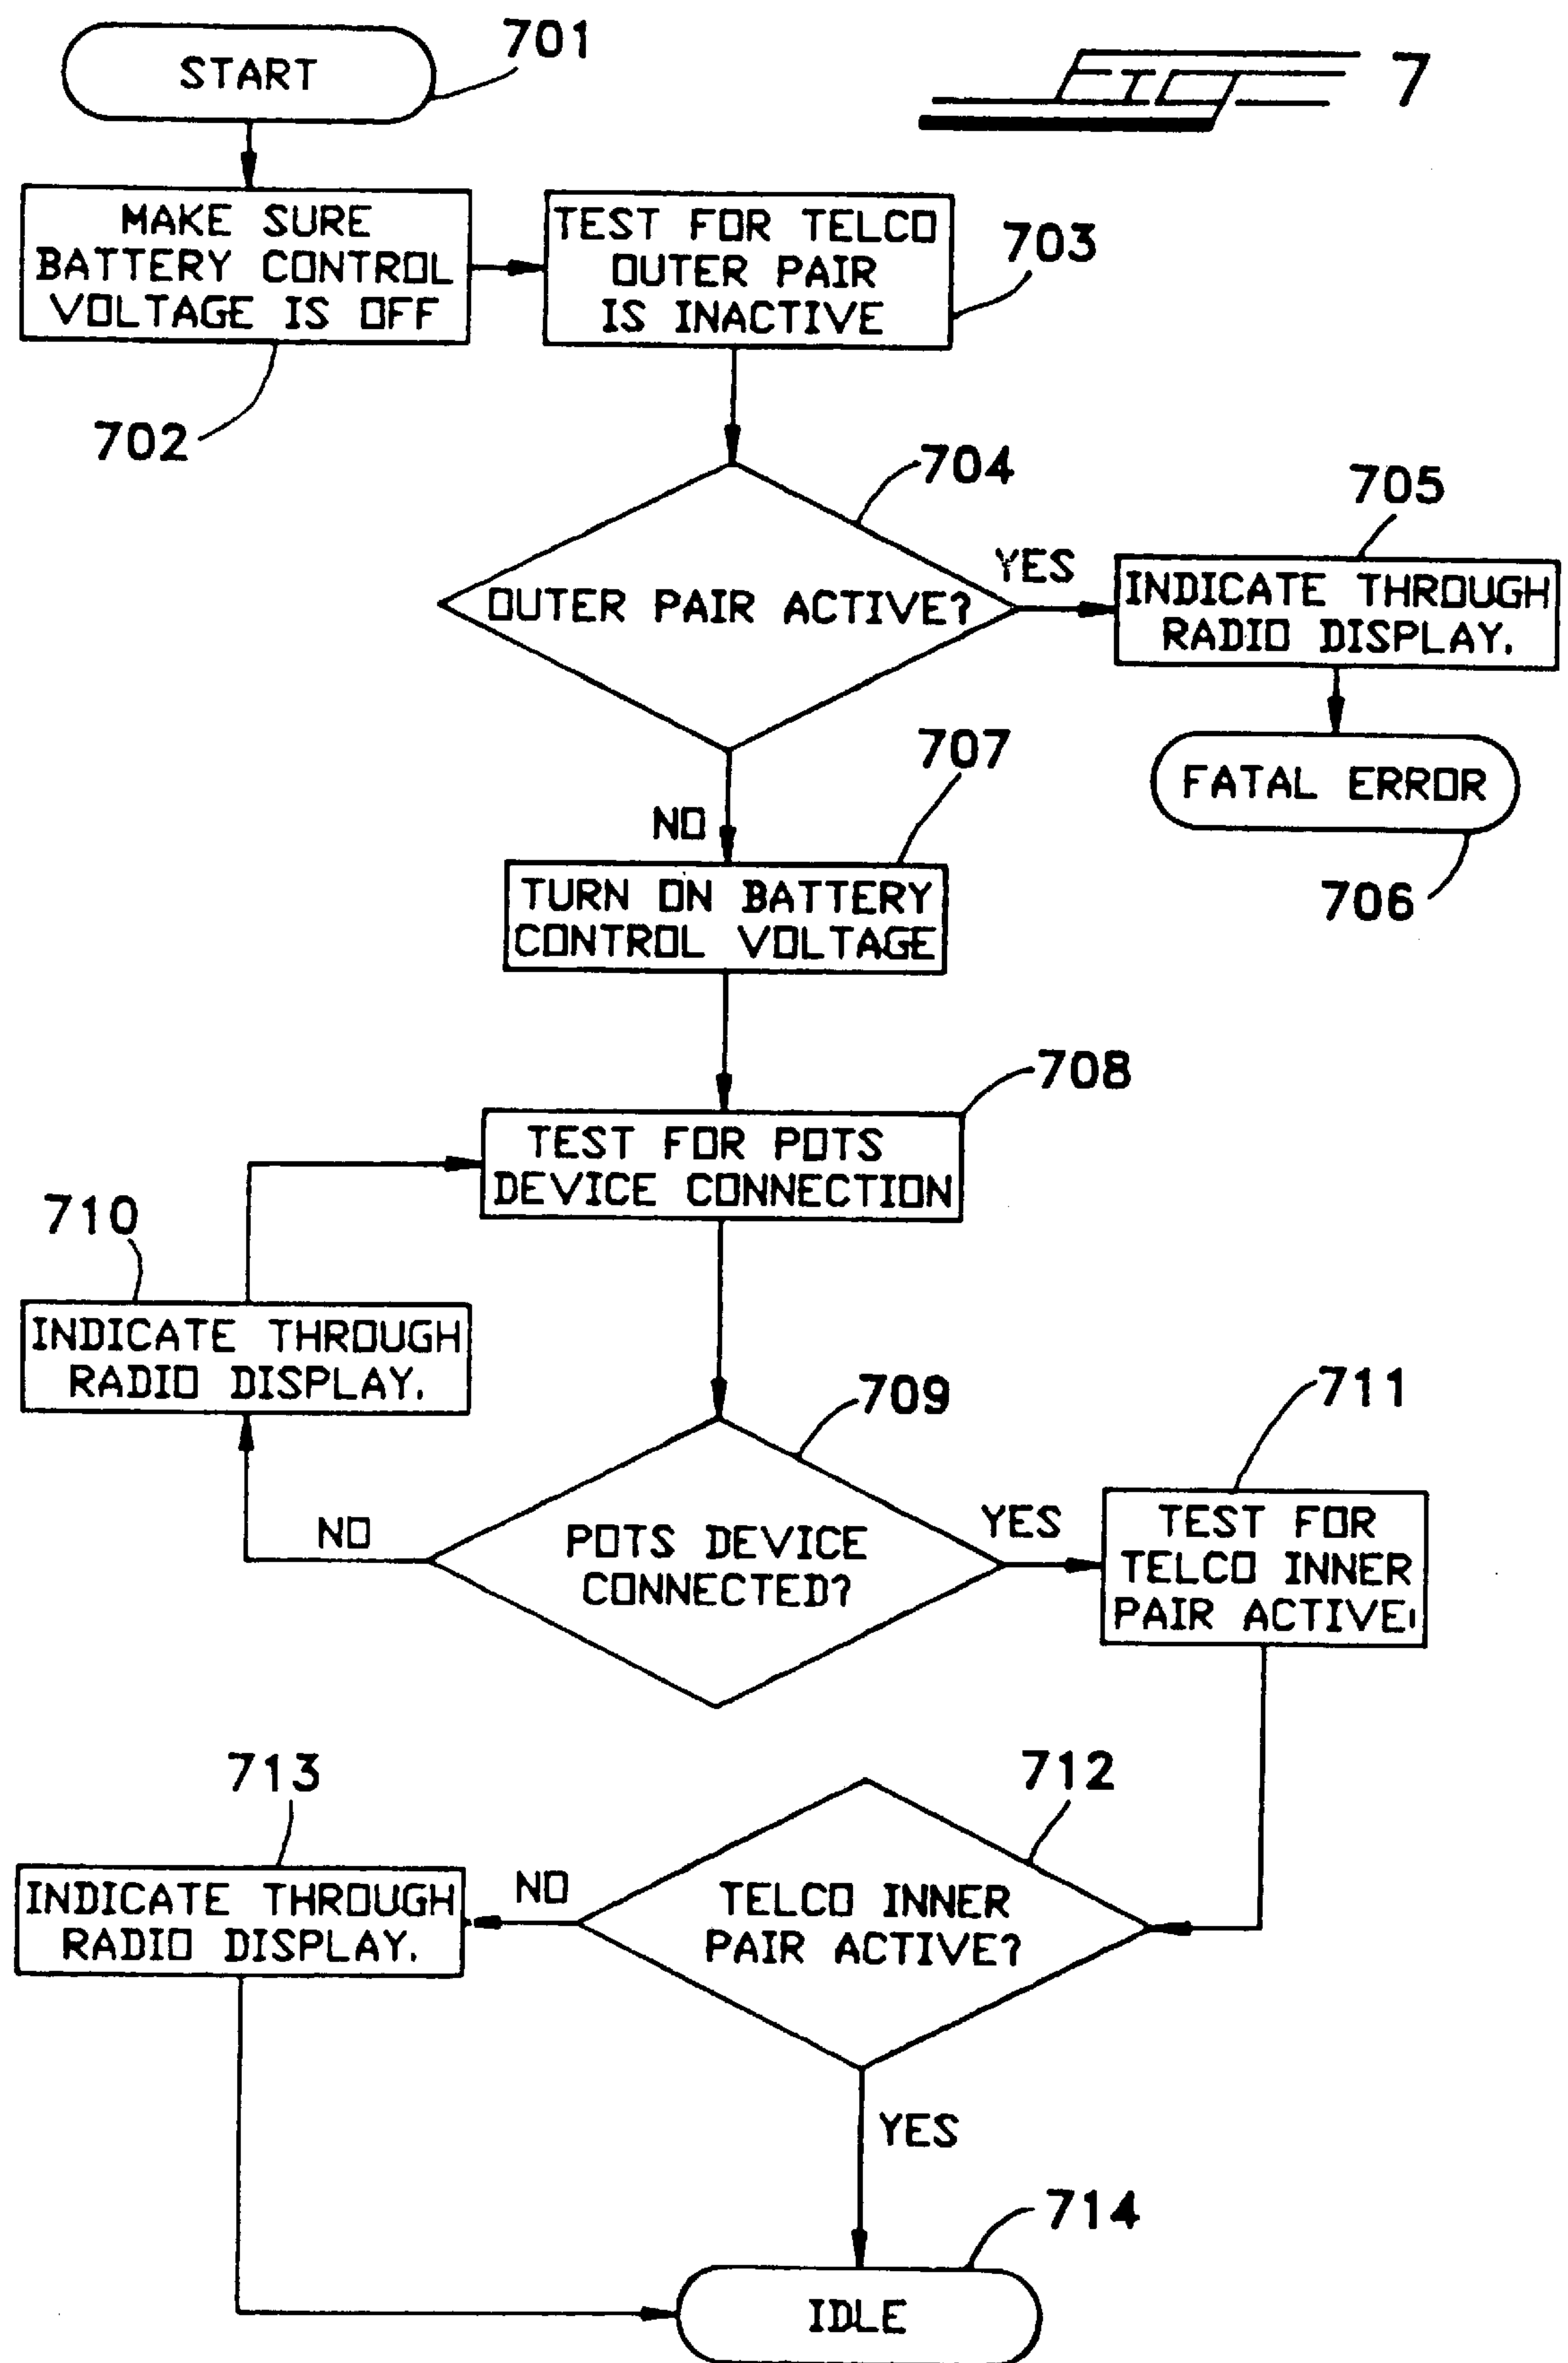 START
701
FIG 7
MAKE SURE
BATTERY CONTROL
VOLTAGE IS OFF
702
TEST FOR TELCO
OUTER PAIR
IS INACTIVE
703
704
OUTER PAIR ACTIVE?
YES
705
INDICATE THROUGH
RADIO DISPLAY.
FATAL ERROR
706
NO
707
TURN ON BATTERY
CONTROL VOLTAGE
708
TEST FOR POTS
DEVICE CONNECTION
710
INDICATE THROUGH
RADIO DISPLAY.
709
NO
POTS DEVICE
CONNECTED?
YES
711
TEST FOR
TELCO INNER
PAIR ACTIVE.
712
713
INDICATE THROUGH
RADIO DISPLAY.
NO
TELCO INNER
PAIR ACTIVE?
YES
714
IDLE